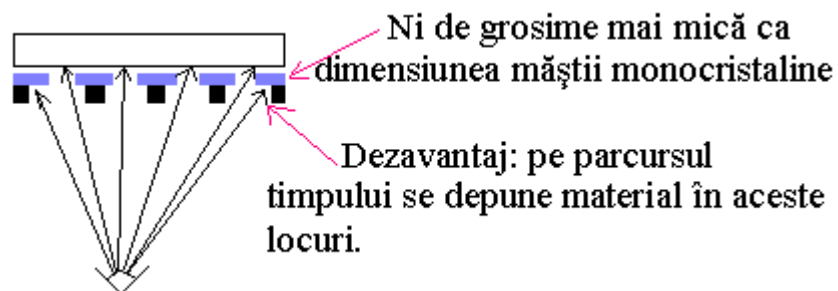 Ni de grosime mai mică ca
dimensiunea măştii monocristaline
Dezavantaj: pe parcursul
timpului se depune material în aceste
locuri.